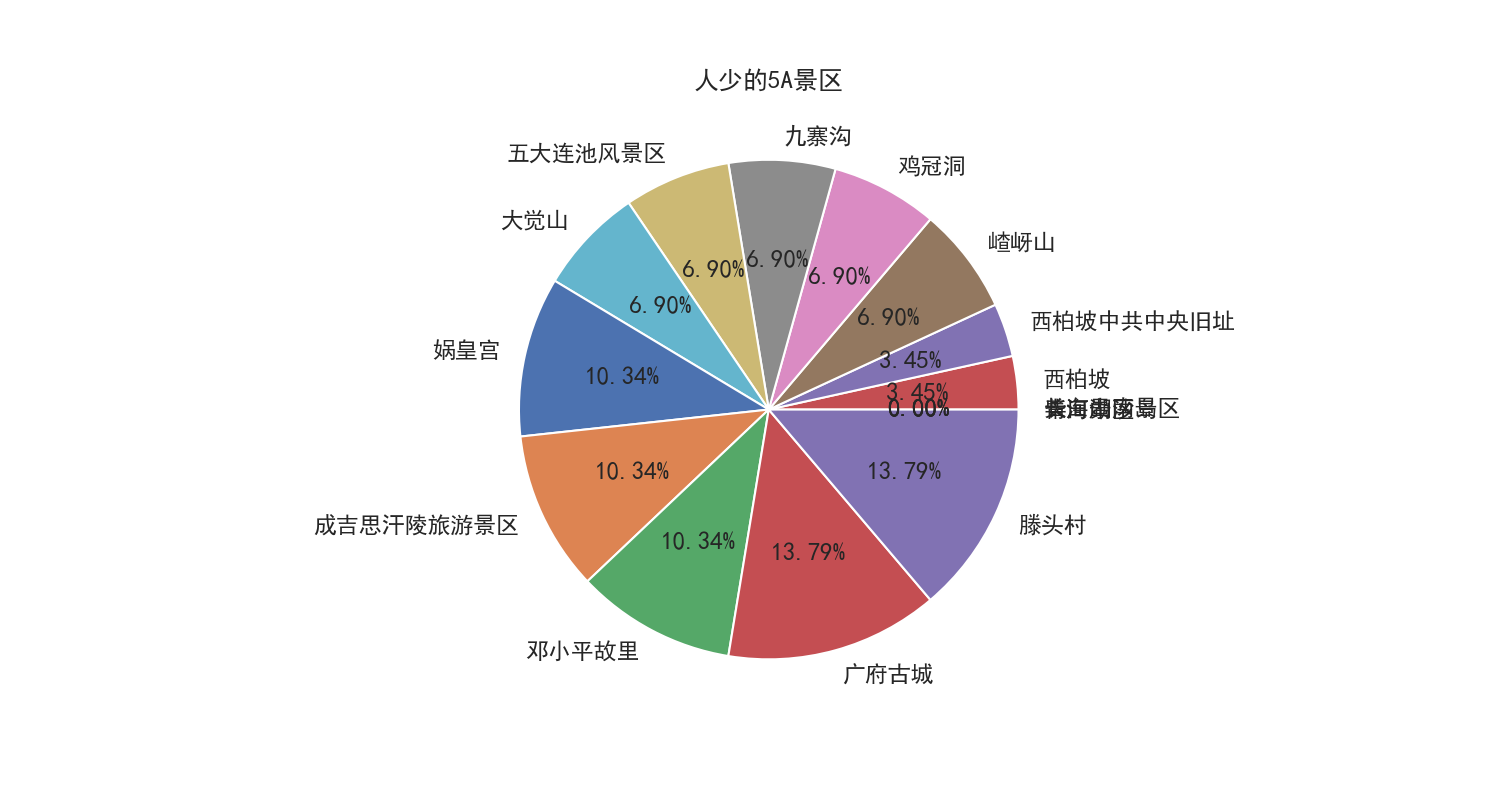 人少的5A景区
九寨沟
五大连池风景区
鸡冠洞
大觉山
嵖岈山
6.90%
6.90%
6.90%
6.90%
6.90%
西柏坡中共中央旧址
娲皇宫
3.45%
10.34%
西柏坡
3.45%
0.00%
10.34%
13.79%
成吉思汗陵旅游景区
滕头村
10.34%
13.79%
邓小平故里
广府古城